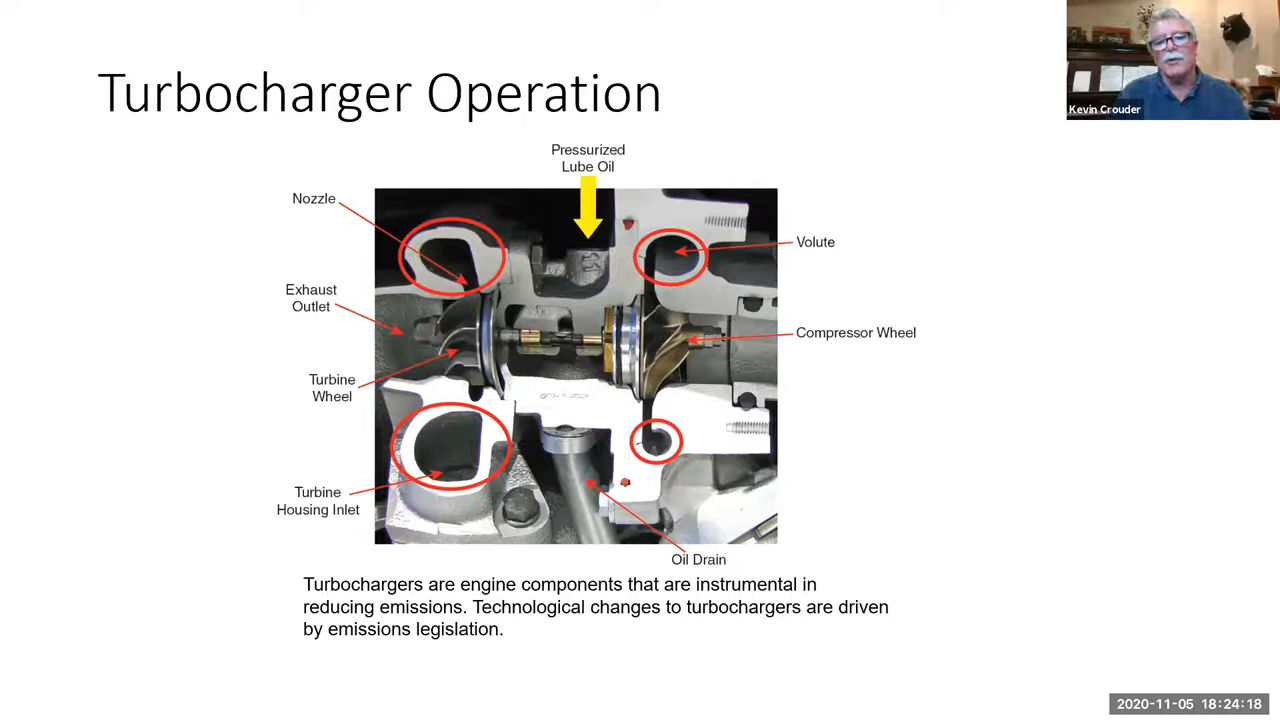 Turbocharger Operation
Kevin Crouder
Pressurized
Lube Oil
Nozzle
Volute
Exhaust
Outlet
Compressor Wheel
Turbine
Wheel
Turbine
Housing Inlet
Oil Drain
Turbochargers are engine components that are instrumental in
reducing emissions. Technological changes to turbochargers are driven
by emissions legislation.
2020-11-05 18:24:18